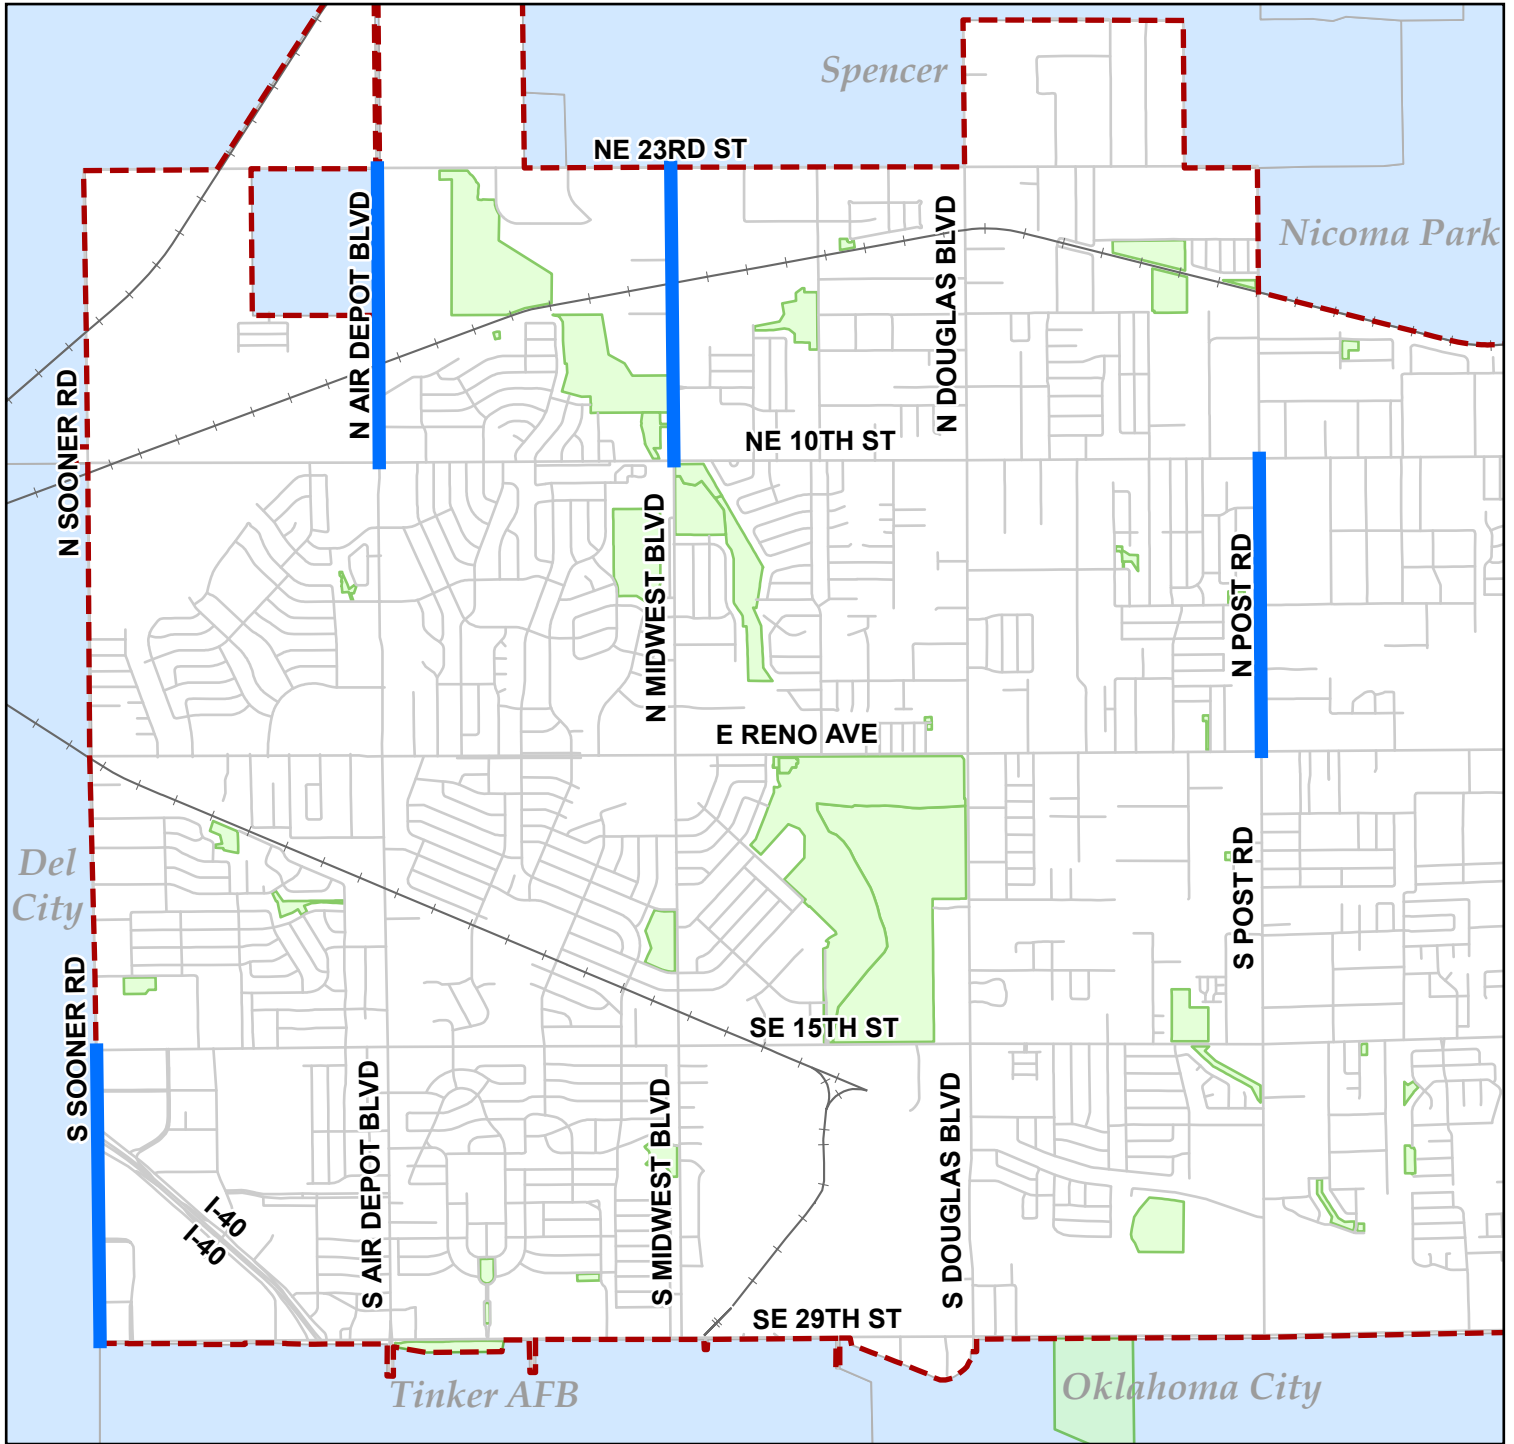 Spencer
NE 23RD ST
Nicoma Park
N AIR DEPOT BLVD
N DOUGLAS BLVD
N SOONER RD
NE 10TH ST
N MIDWEST BLVD
N POST RD
E RENO AVE
Del
City
S POST RD
S SOONER RD
SE 15TH ST
S AIR DEPOT BLVD
S MIDWEST BLVD
S DOUGLAS BLVD
I-40
I-40
SE 29TH ST
Tinker AFB
Oklahoma City